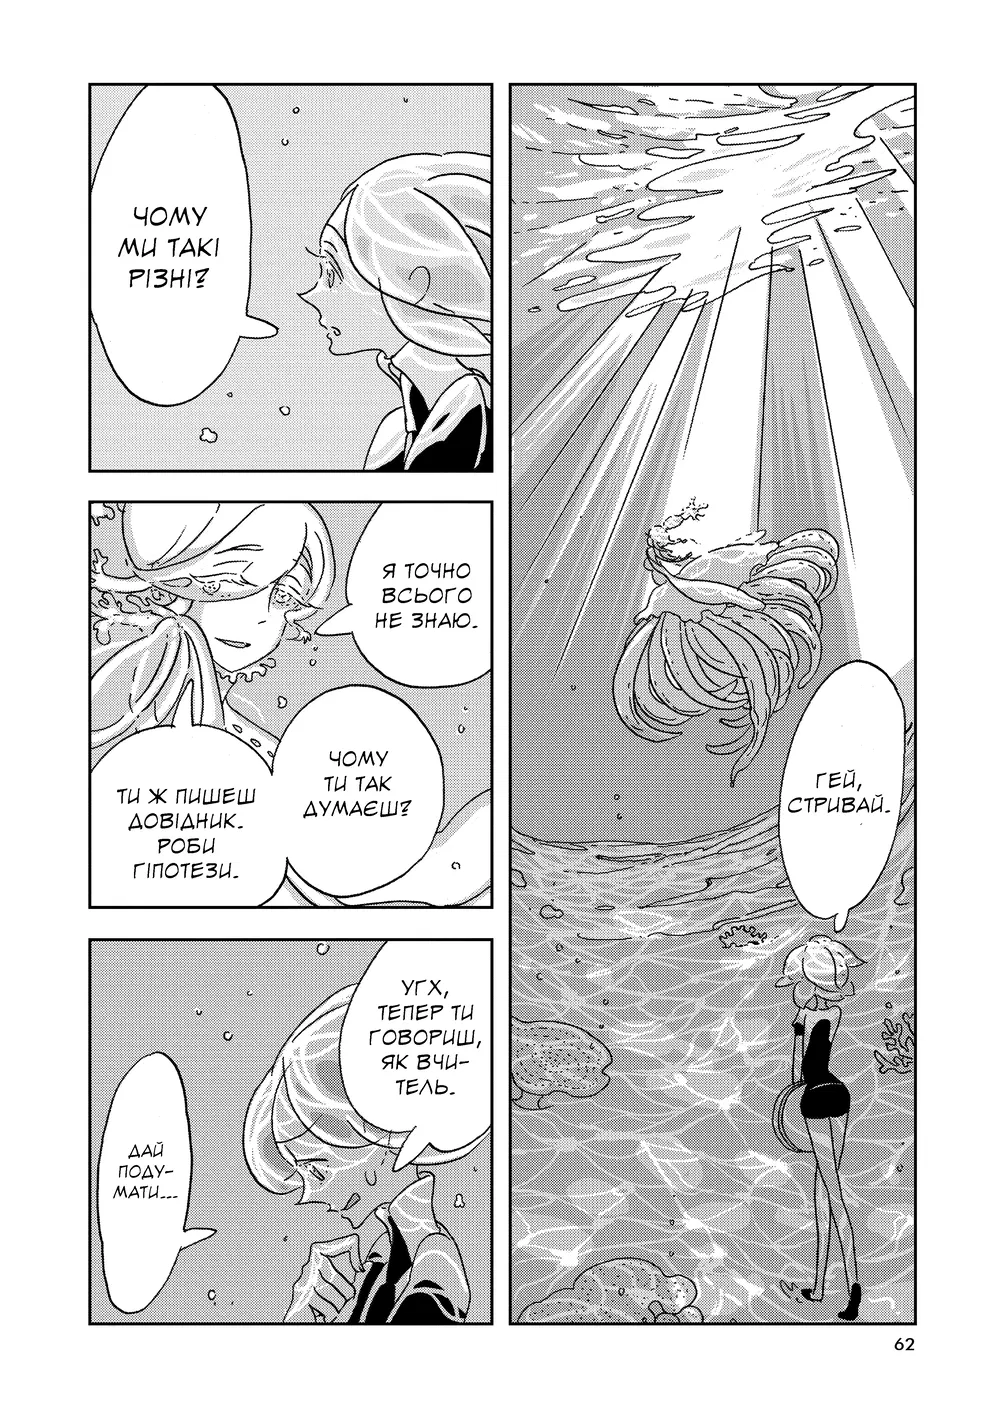 ГЕЙ,
СТРИВАЙ.
ЧОМУ
МИ ТАКІ
РІЗНІ?
Я ТОЧНО
ВСЬОГО
НЕ ЗНАЮ.
ЧОМУ
ТИ ТАК
ДУМАЄШ?
ТИ Ж ПИШЕШ
ДОВІДНИК.
РОБИ
ГІПОТЕЗИ.
УГХ,
ТЕПЕР ТИ
ГОВОРИШ,
ЯК ВЧИ-
ТЕЛЬ.
ДАЙ
ПОДУ-
МАТИ...
62